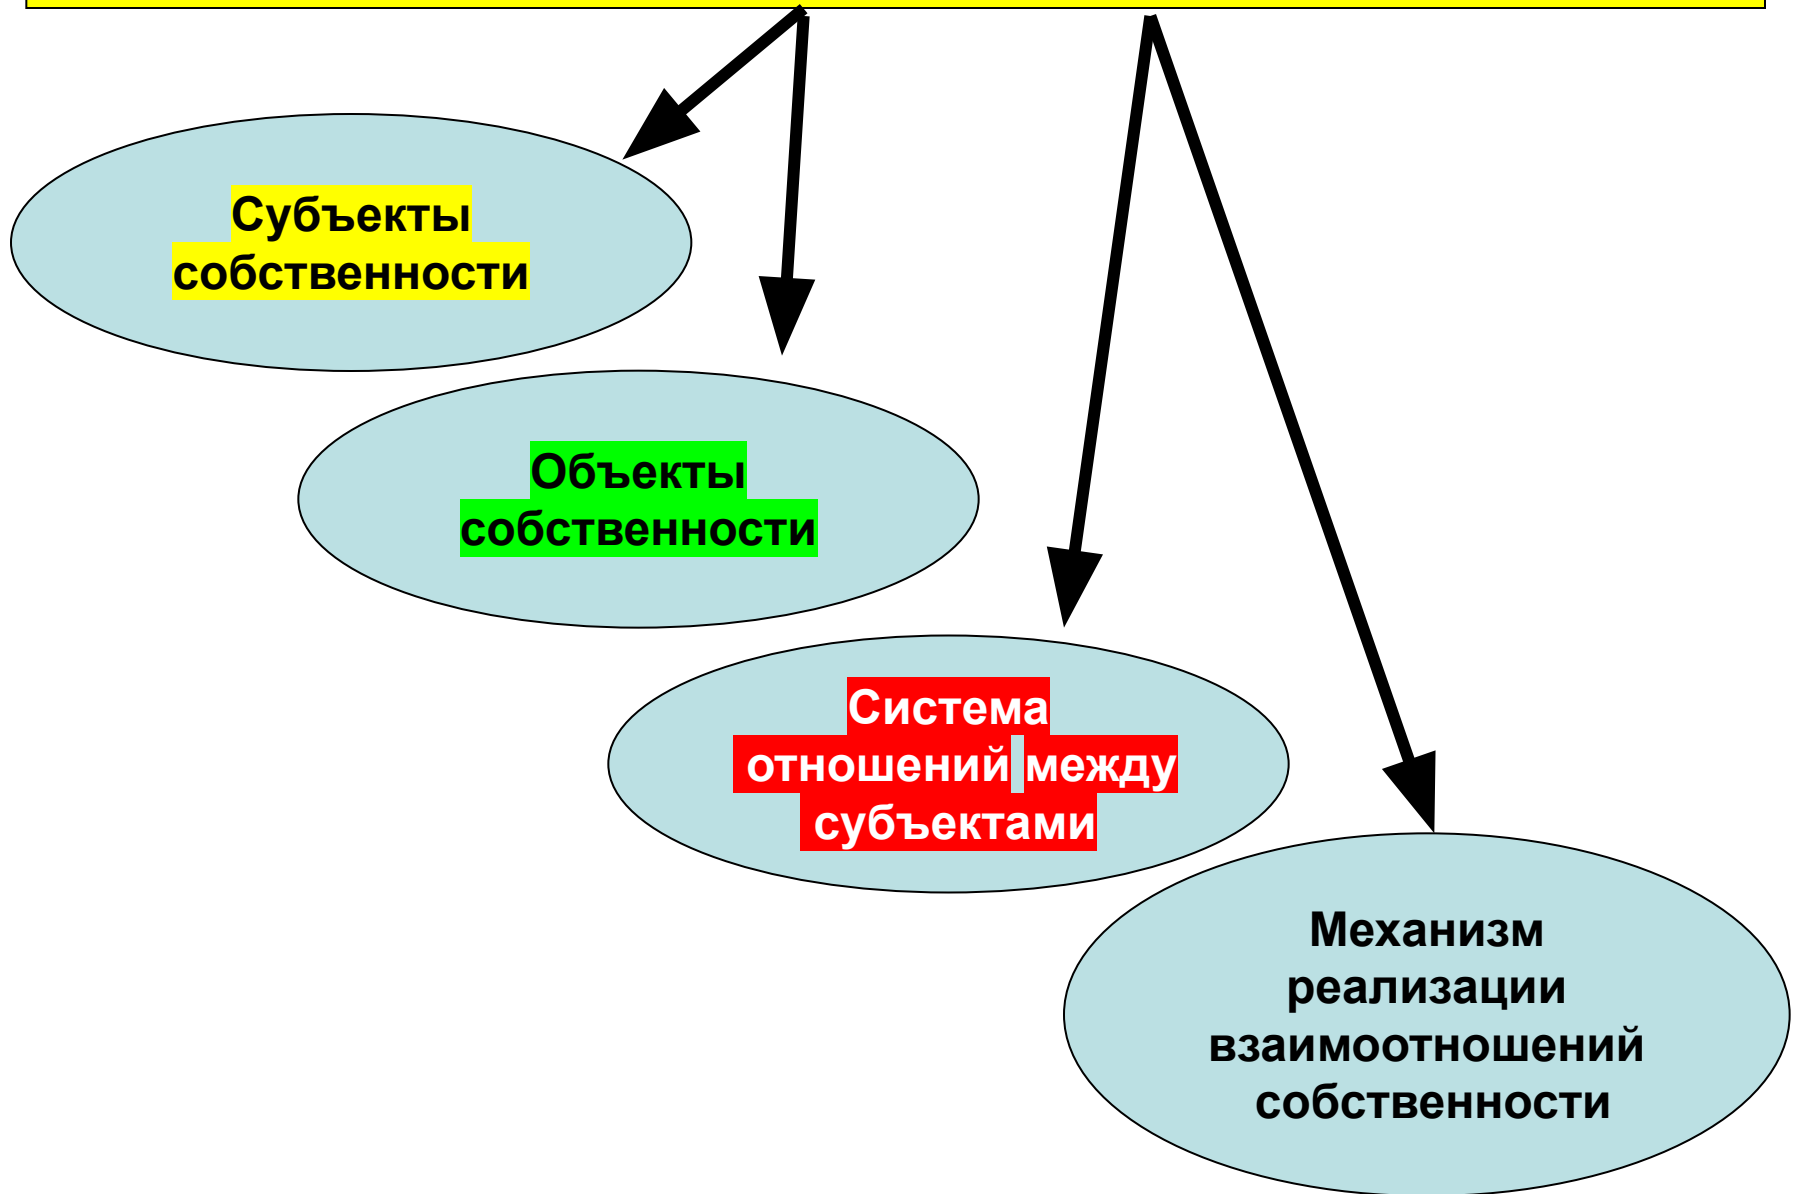 Субъекты
собственности
Объекты
собственности
Система
отношений между
субъектами
Механизм
реализации
взаимоотношений
собственности